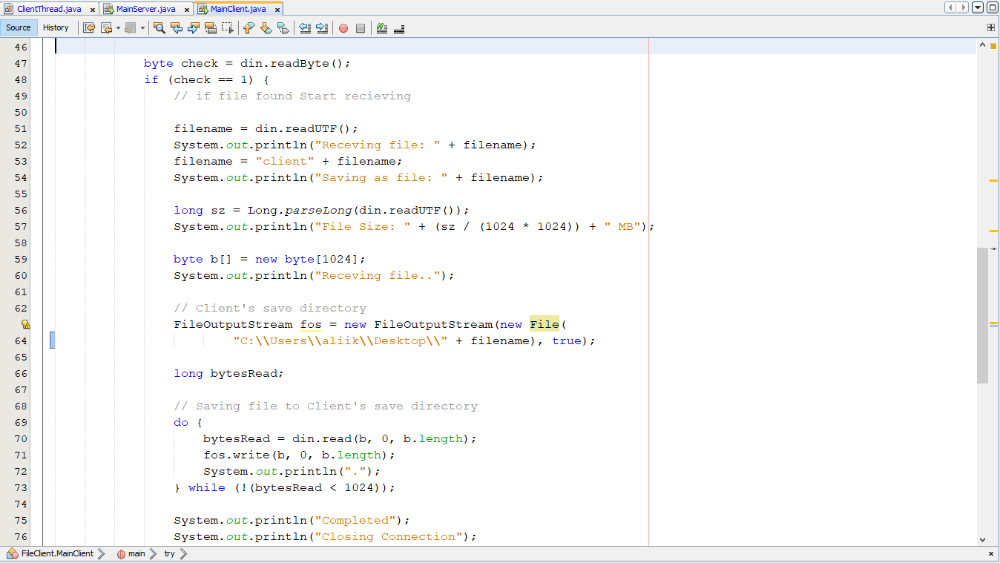 ClientThread.java x MainServer.java x MainClient.java x
Source History
46
47 byte check = din.readByte();
48 if (check == 1) {
49 // if file found Start recieving
50
51 filename = din.readUTF();
52 System.out.println("Receving file: " + filename);
53 filename = "client" + filename;
54 System.out.println("Saving as file: " + filename);
55
56 long sz = Long.parseLong(din.readUTF());
57 System.out.println("File Size: " + (sz / (1024 * 1024)) + " MB");
58
59 byte b[] = new byte[1024];
60 System.out.println("Receving file..");
61
62 // Client's save directory
FileOutputStream fos = new FileOutputStream(new File(
64 "C:\\Users\\aliik\\Desktop\\" + filename), true);
65
66 long bytesRead;
67
68 // Saving file to Client's save directory
69 do {
70 bytesRead = din.read(b, 0, b.length);
71 fos.write(b, 0, b.length);
72 System.out.println(".");
73 } while (!(bytesRead < 1024));
74
75 System.out.println("Completed");
76 System.out.println("Closing Connection");
FileClient.MainClient main try